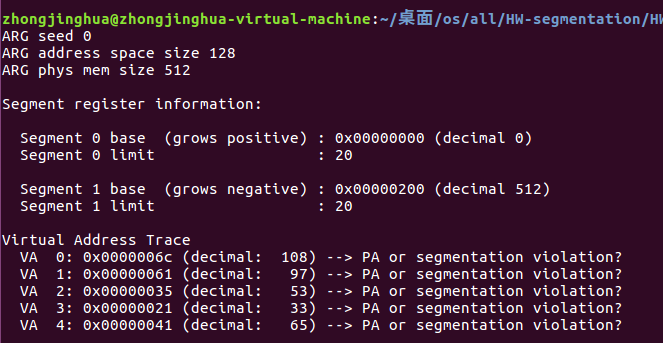 zhongjinghua@zhongjinghua-virtual-machine:~/桌面/os/all/HW-segmentation/HW
ARG seed 0
ARG address space size 128
ARG phys mem size 512
Segment register information:
Segment 0 base (grows positive) : 0x00000000 (decimal 0)
Segment 0 limit : 20
Segment 1 base (grows negative) : 0x00000200 (decimal 512)
Segment 1 limit : 20
Virtual Address Trace
VA 0: 0x0000006c (decimal: 108) --> PA or segmentation violation?
VA 1: 0x00000061 (decimal: 97) --> PA or segmentation violation?
VA 2: 0x00000035 (decimal: 53) --> PA or segmentation violation?
VA 3: 0x00000021 (decimal: 33) --> PA or segmentation violation?
VA 4: 0x00000041 (decimal: 65) --> PA or segmentation violation?